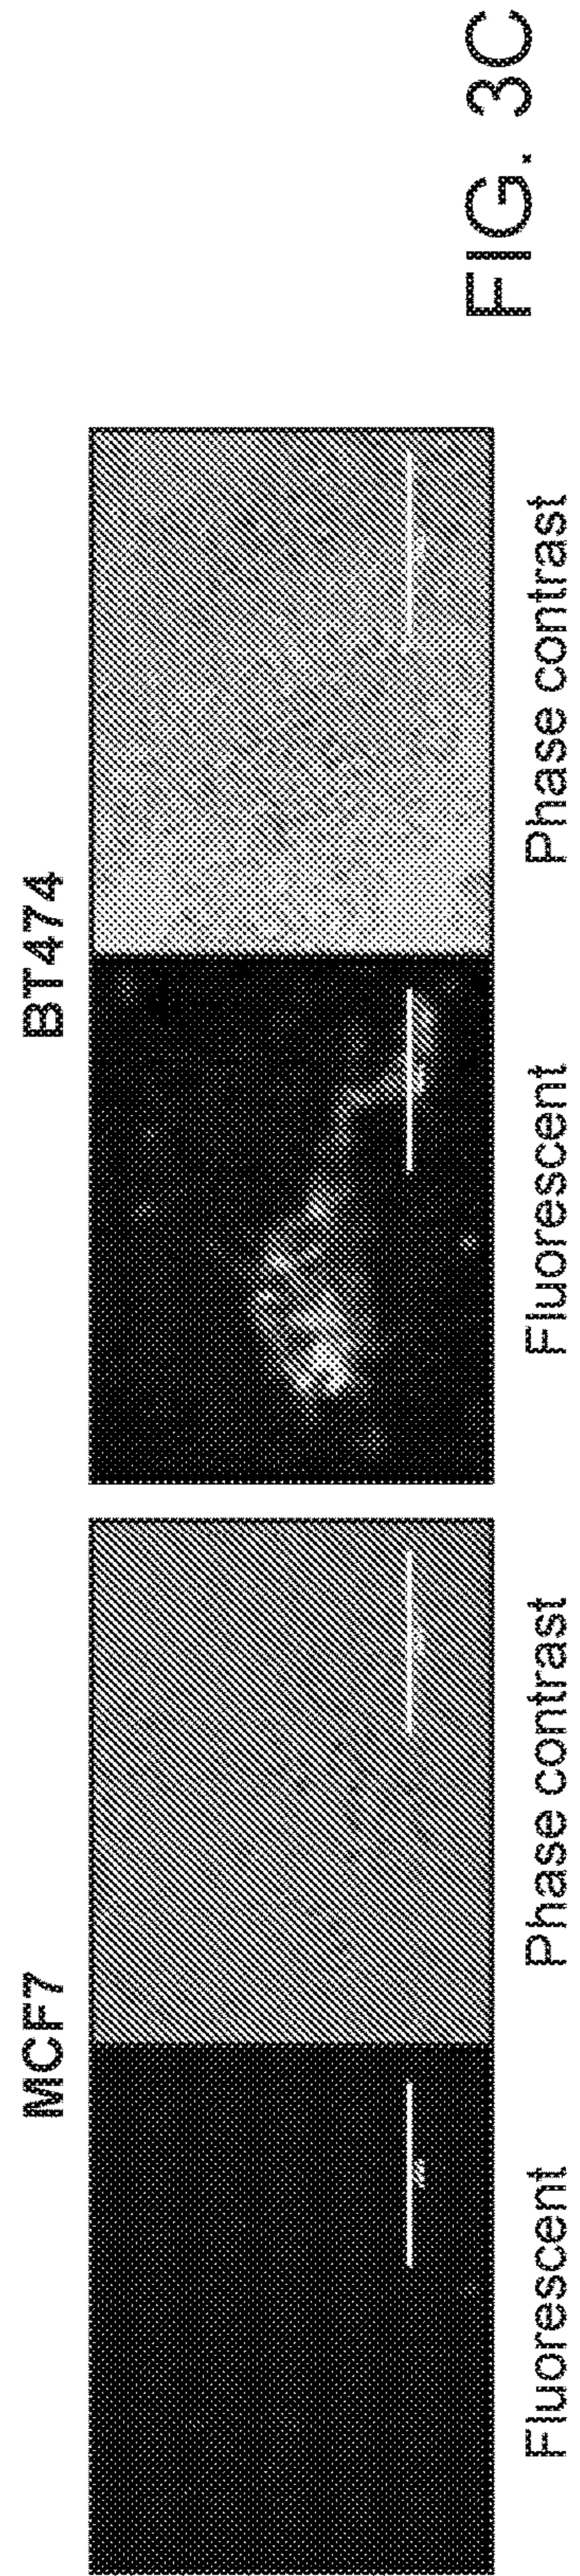 MCF7
BT474
Fluorescent
Phase contrast
Fluorescent
Phase contrast
FIG. 3C